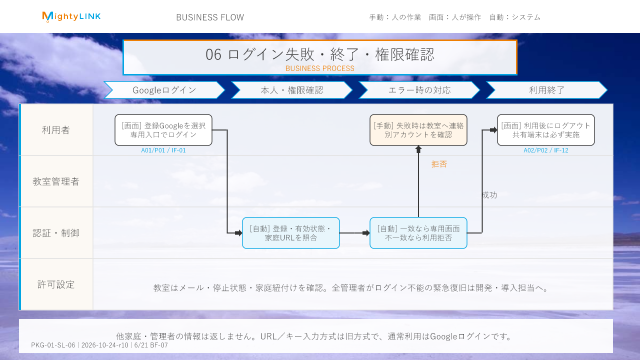 MightyLINK
BUSINESS FLOW
手動：人の作業　画面：人が操作　自動：システム
06 ログイン失敗・終了・権限確認
BUSINESS PROCESS
Googleログイン
本人・権限確認
エラー時の対応
利用終了
利用者
[画面] 登録Googleを選択
専用入口でログイン
A01/P01 / IF-01
[手動] 失敗時は教室へ連絡
別アカウントを確認
[画面] 利用後にログアウト
共有端末は必ず実施
A02/P02 / IF-12
拒否
教室管理者
成功
認証・制御
[自動] 登録・有効状態・
家庭URLを照合
[自動] 一致なら専用画面
不一致なら利用拒否
許可設定
教室はメール・停止状態・家庭紐付けを確認。全管理者がログイン不能の緊急復旧は開発・導入担当へ。
他家庭・管理者の情報は返しません。URL／キー入力方式は旧方式で、通常利用はGoogleログインです。
PKG-01-SL-06 | 2026-10-24-r10 | 6/21 BF-07